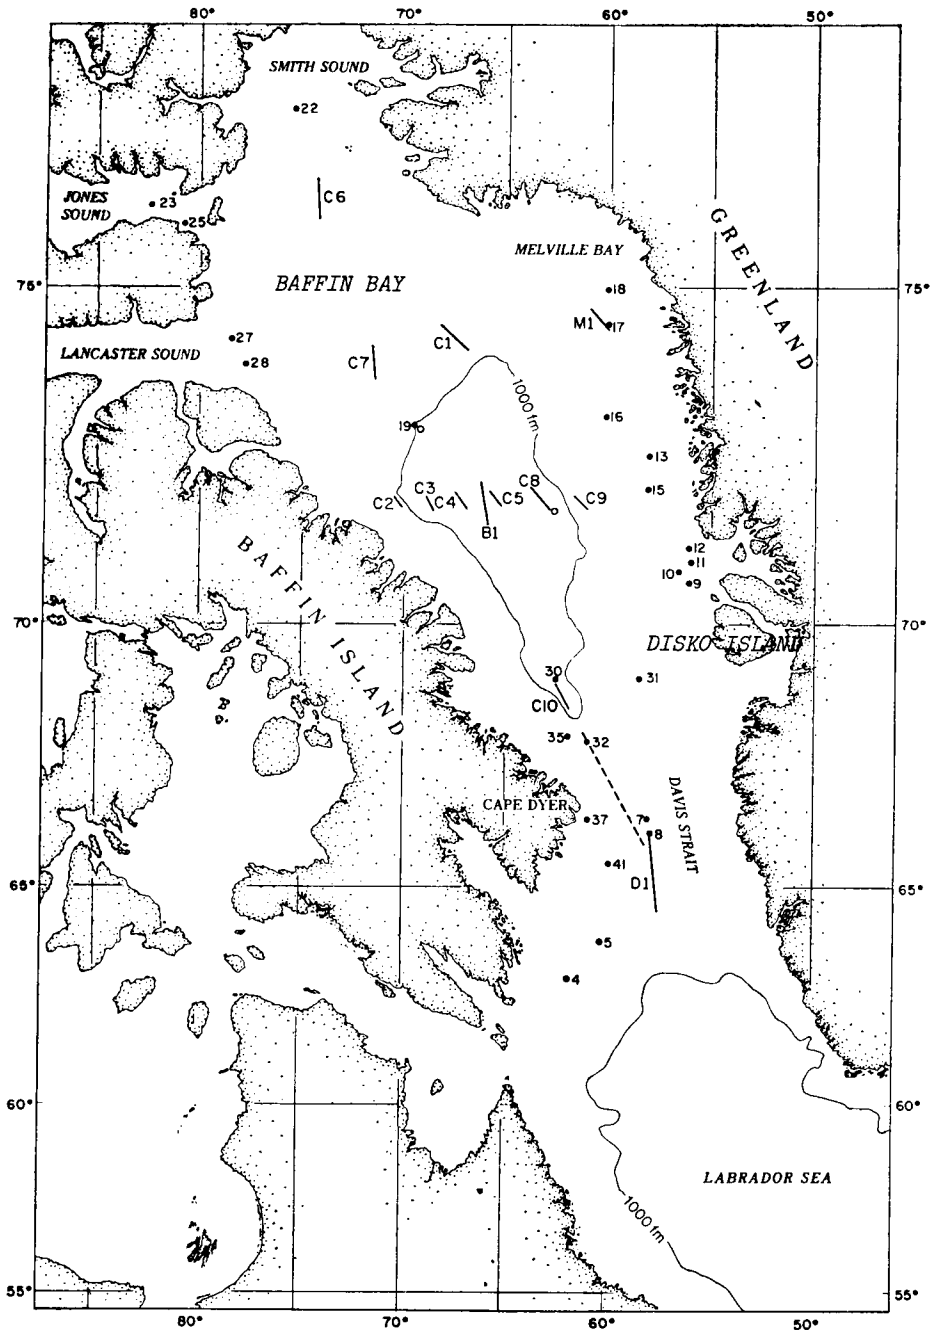 80° 70° 60° 50°
SMITH SOUND
22
JONES SOUND
23
25
C6
GREENLAND
MELVILLE BAY
75° BAFFIN BAY 75°
18
M1
17
27
28
LANCASTER SOUND
C1
C7
1000 fm
19
16
13
15
C2
C3
C4
B1
C5
C8
C9
12
11
10
9
BAFFIN ISLAND
70° 70°
DISKO ISLAND
30
31
C10
35
32
CAPE DYER
37
7
8
DAVIS STRAIT
41
D1
65° 65°
5
4
60° 60°
LABRADOR SEA
1000 fm
55° 55°
80° 70° 60° 50°